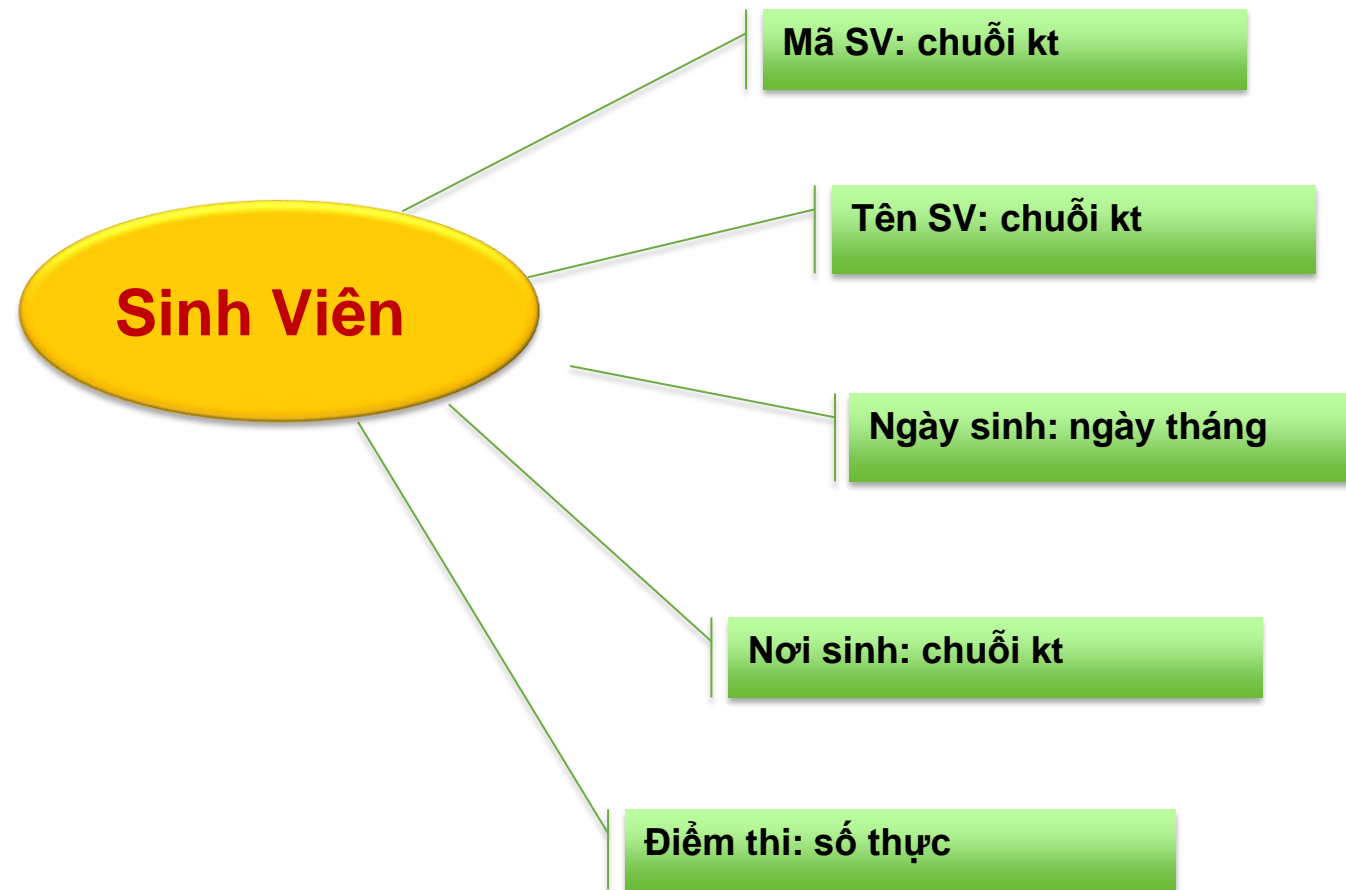 Mã SV: chuỗi kt
Tên SV: chuỗi kt
Sinh Viên
Ngày sinh: ngày tháng
Nơi sinh: chuỗi kt
Điểm thi: số thực